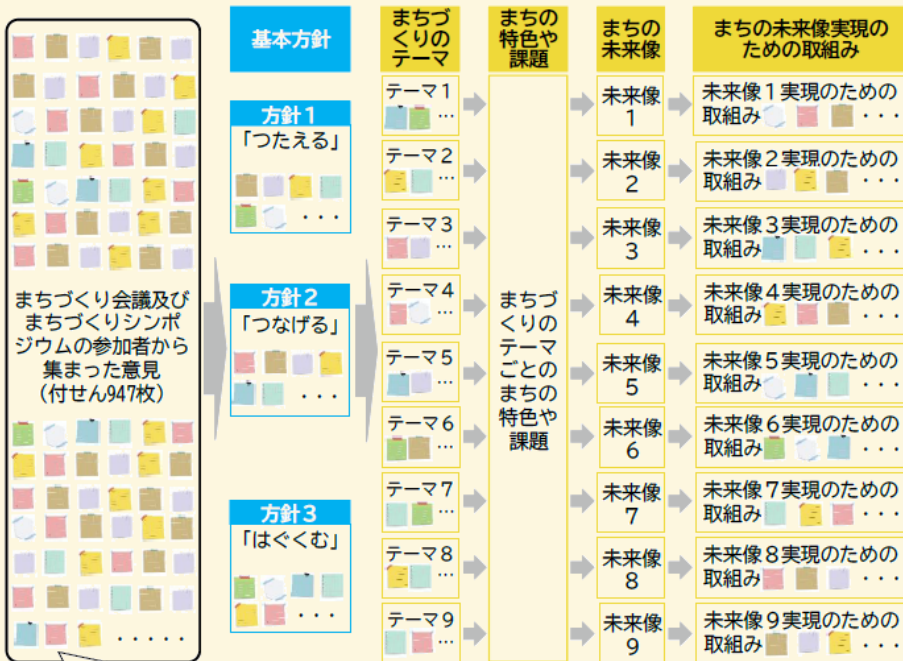 まちづくり会議及び
まちづくりシンポ
ジウムの参加者から
集まった意見
（付せん947枚）
・・・・・
基本方針
方針1
「つたえる」
・・・
方針2
「つなげる」
・・・
方針3
「はぐくむ」
・・・
まちづ
くりの
テーマ
テーマ1
…
テーマ2
…
テーマ3
…
テーマ4
…
テーマ5
…
テーマ6
…
テーマ7
…
テーマ8
…
テーマ9
…
まちの
特色や
課題
まちづ
くりの
テーマ
ごとの
まちの
特色や
課題
まちの
未来像
未来像
1
未来像
2
未来像
3
未来像
4
未来像
5
未来像
6
未来像
7
未来像
8
未来像
9
まちの未来像実現の
ための取組み
未来像1実現のための
取組み ・・・
未来像2実現のための
取組み ・・・
未来像3実現のための
取組み ・・・
未来像4実現のための
取組み ・・・
未来像5実現のための
取組み ・・・
未来像6実現のための
取組み ・・・
未来像7実現のための
取組み ・・・
未来像8実現のための
取組み ・・・
未来像9実現のための
取組み ・・・